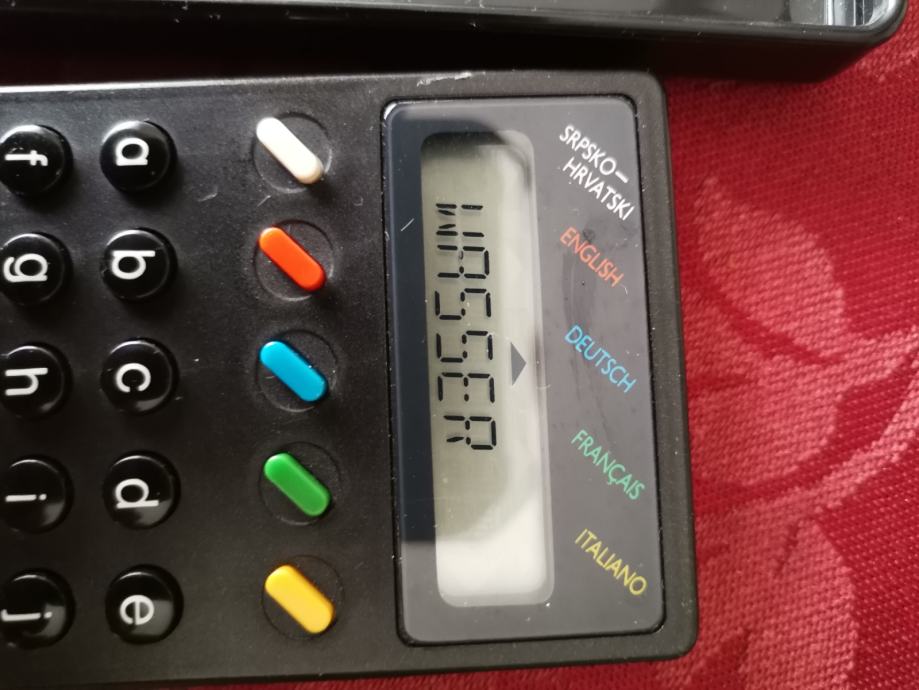 SRPSKO–
HRVATSKI
ENGLISH
DEUTSCH
FRANÇAIS
ITALIANO
WASSER
a
b
c
d
e
f
g
h
i
j